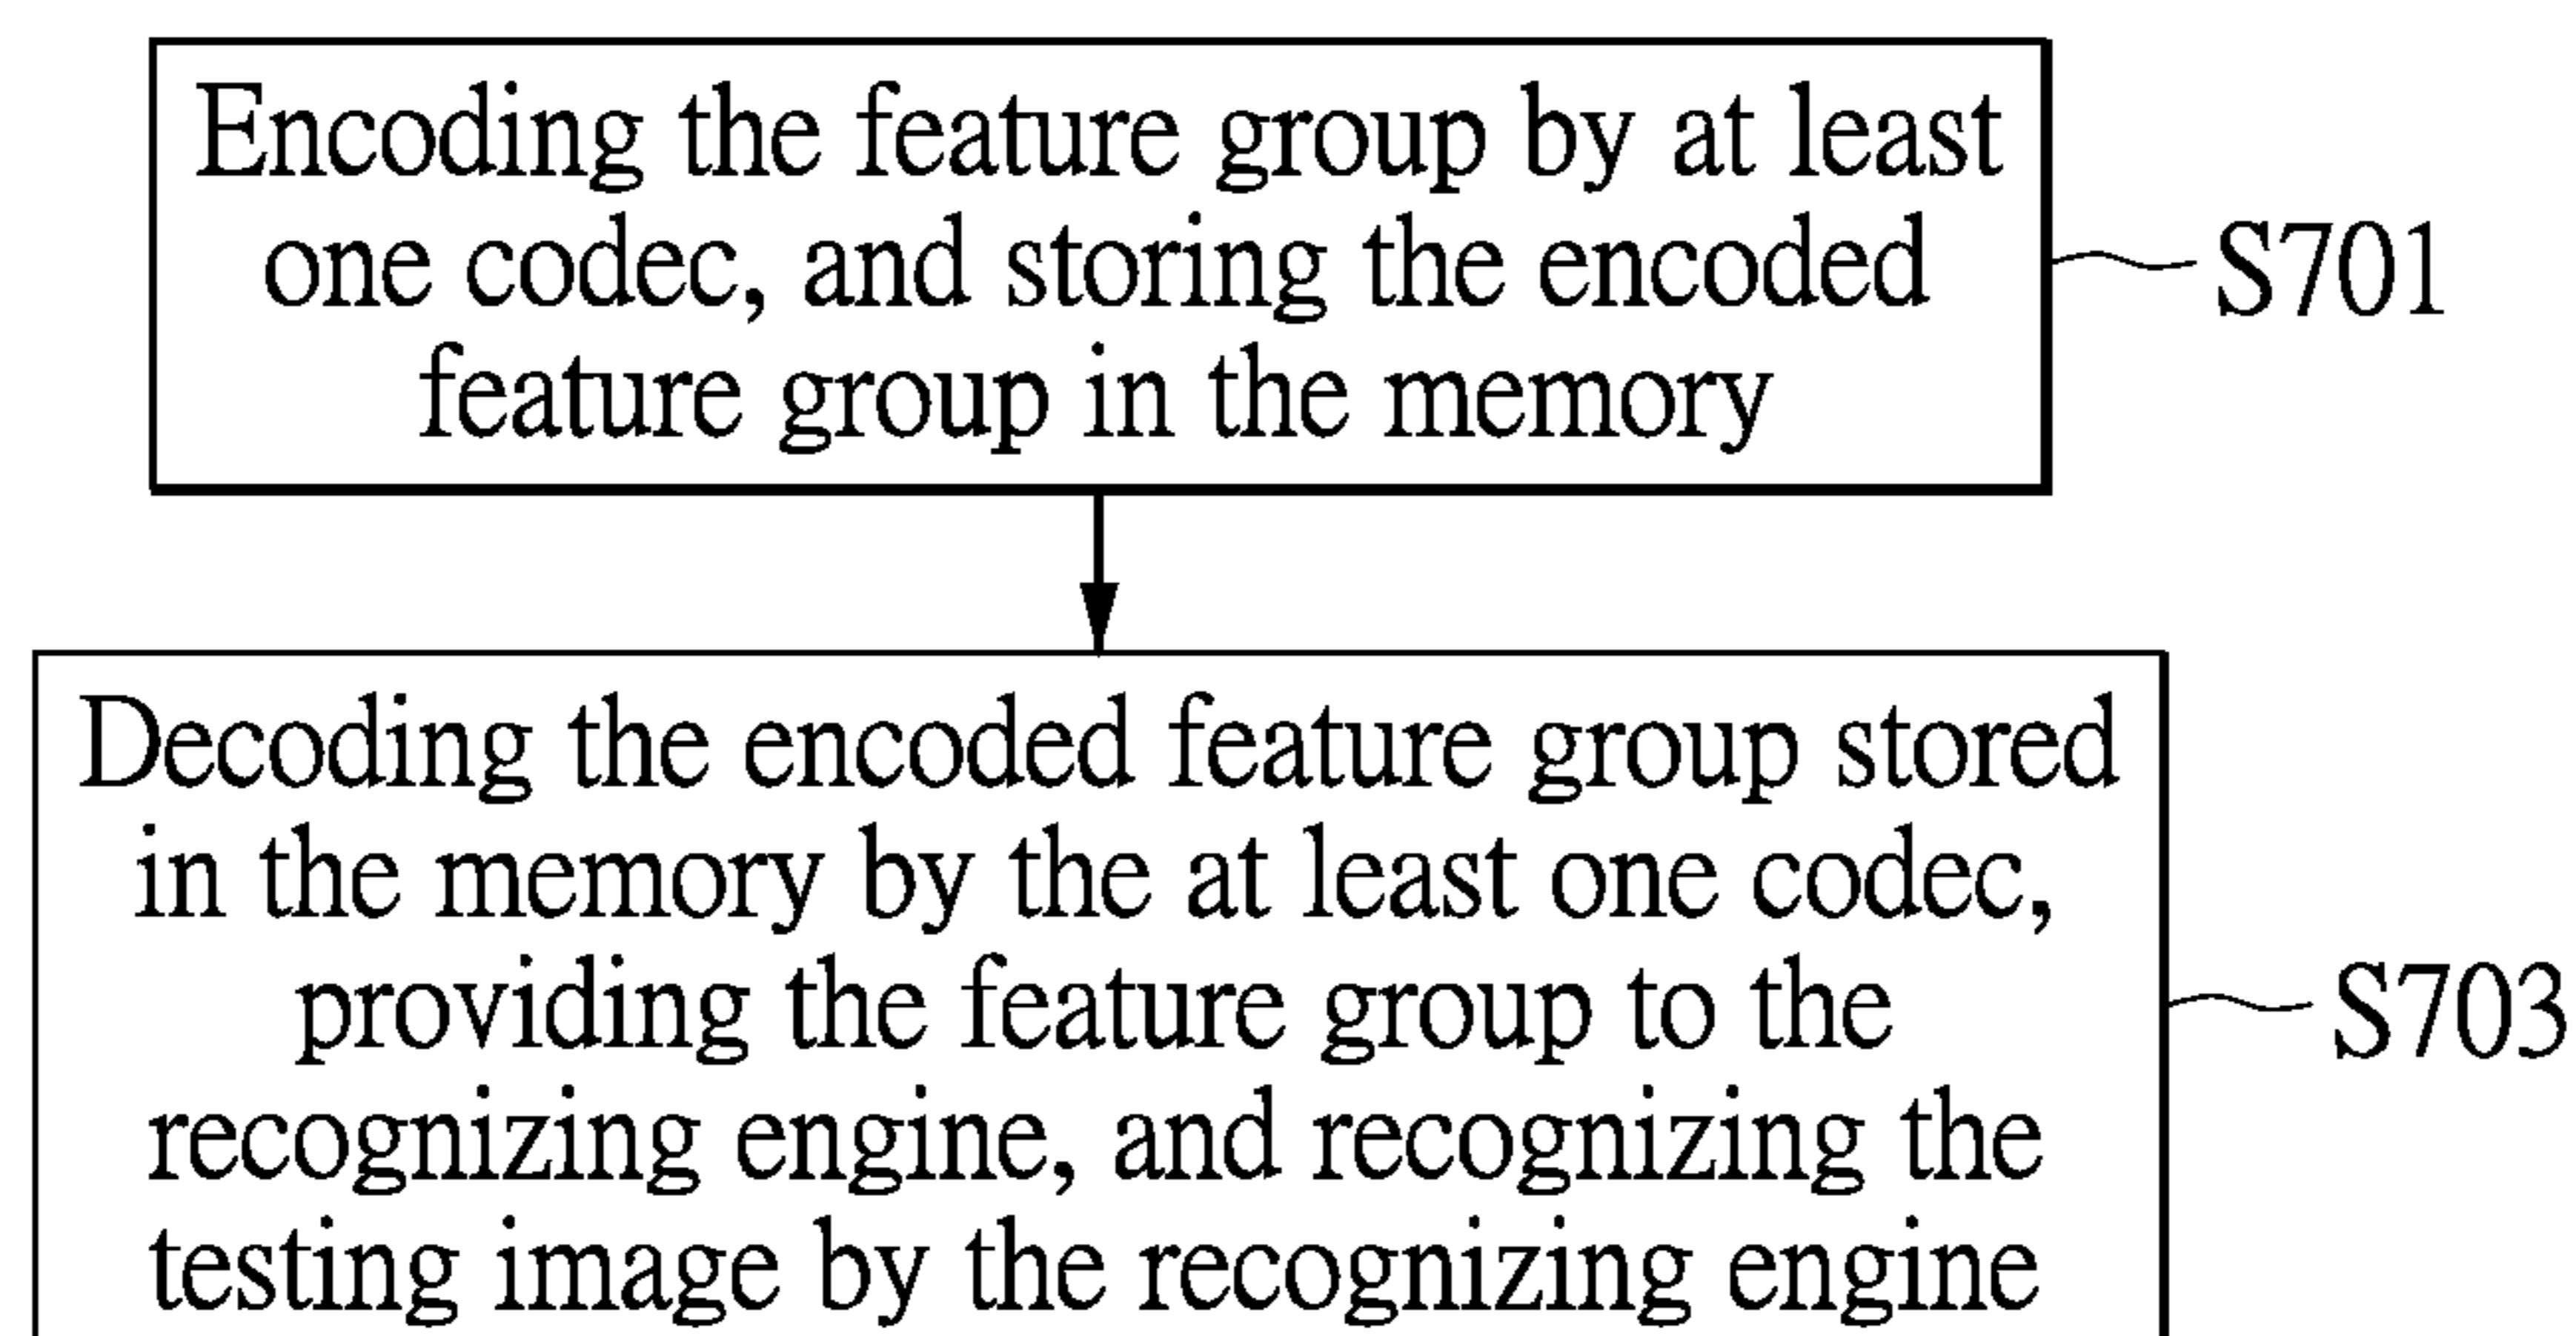 Encoding the feature group by at least
one codec, and storing the encoded
feature group in the memory
S701
Decoding the encoded feature group stored
in the memory by the at least one codec,
providing the feature group to the
recognizing engine, and recognizing the
testing image by the recognizing engine
S703